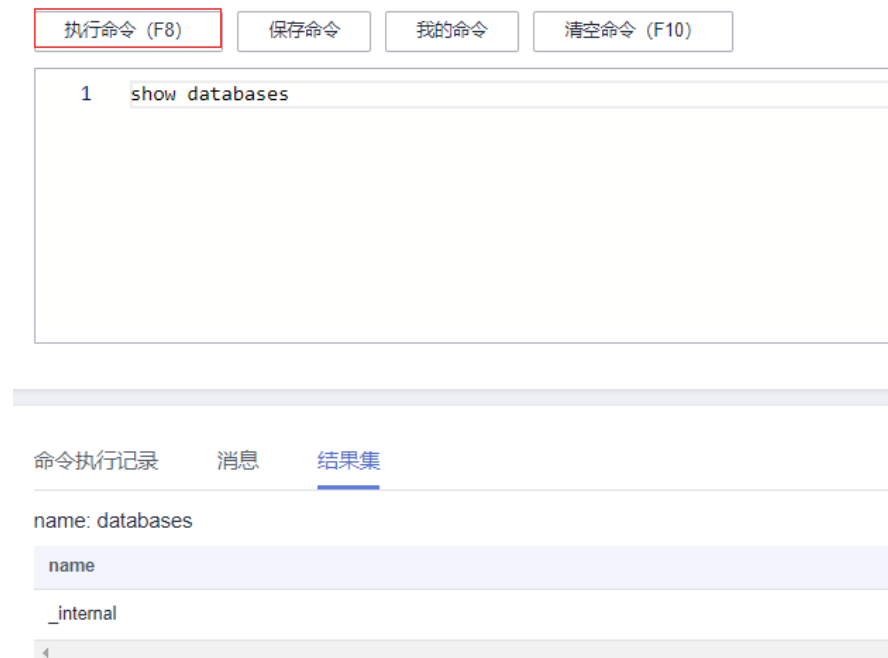 执行命令（F8） 保存命令 我的命令 清空命令（F10）
1 show databases
命令执行记录 消息 结果集
name: databases
name
_internal